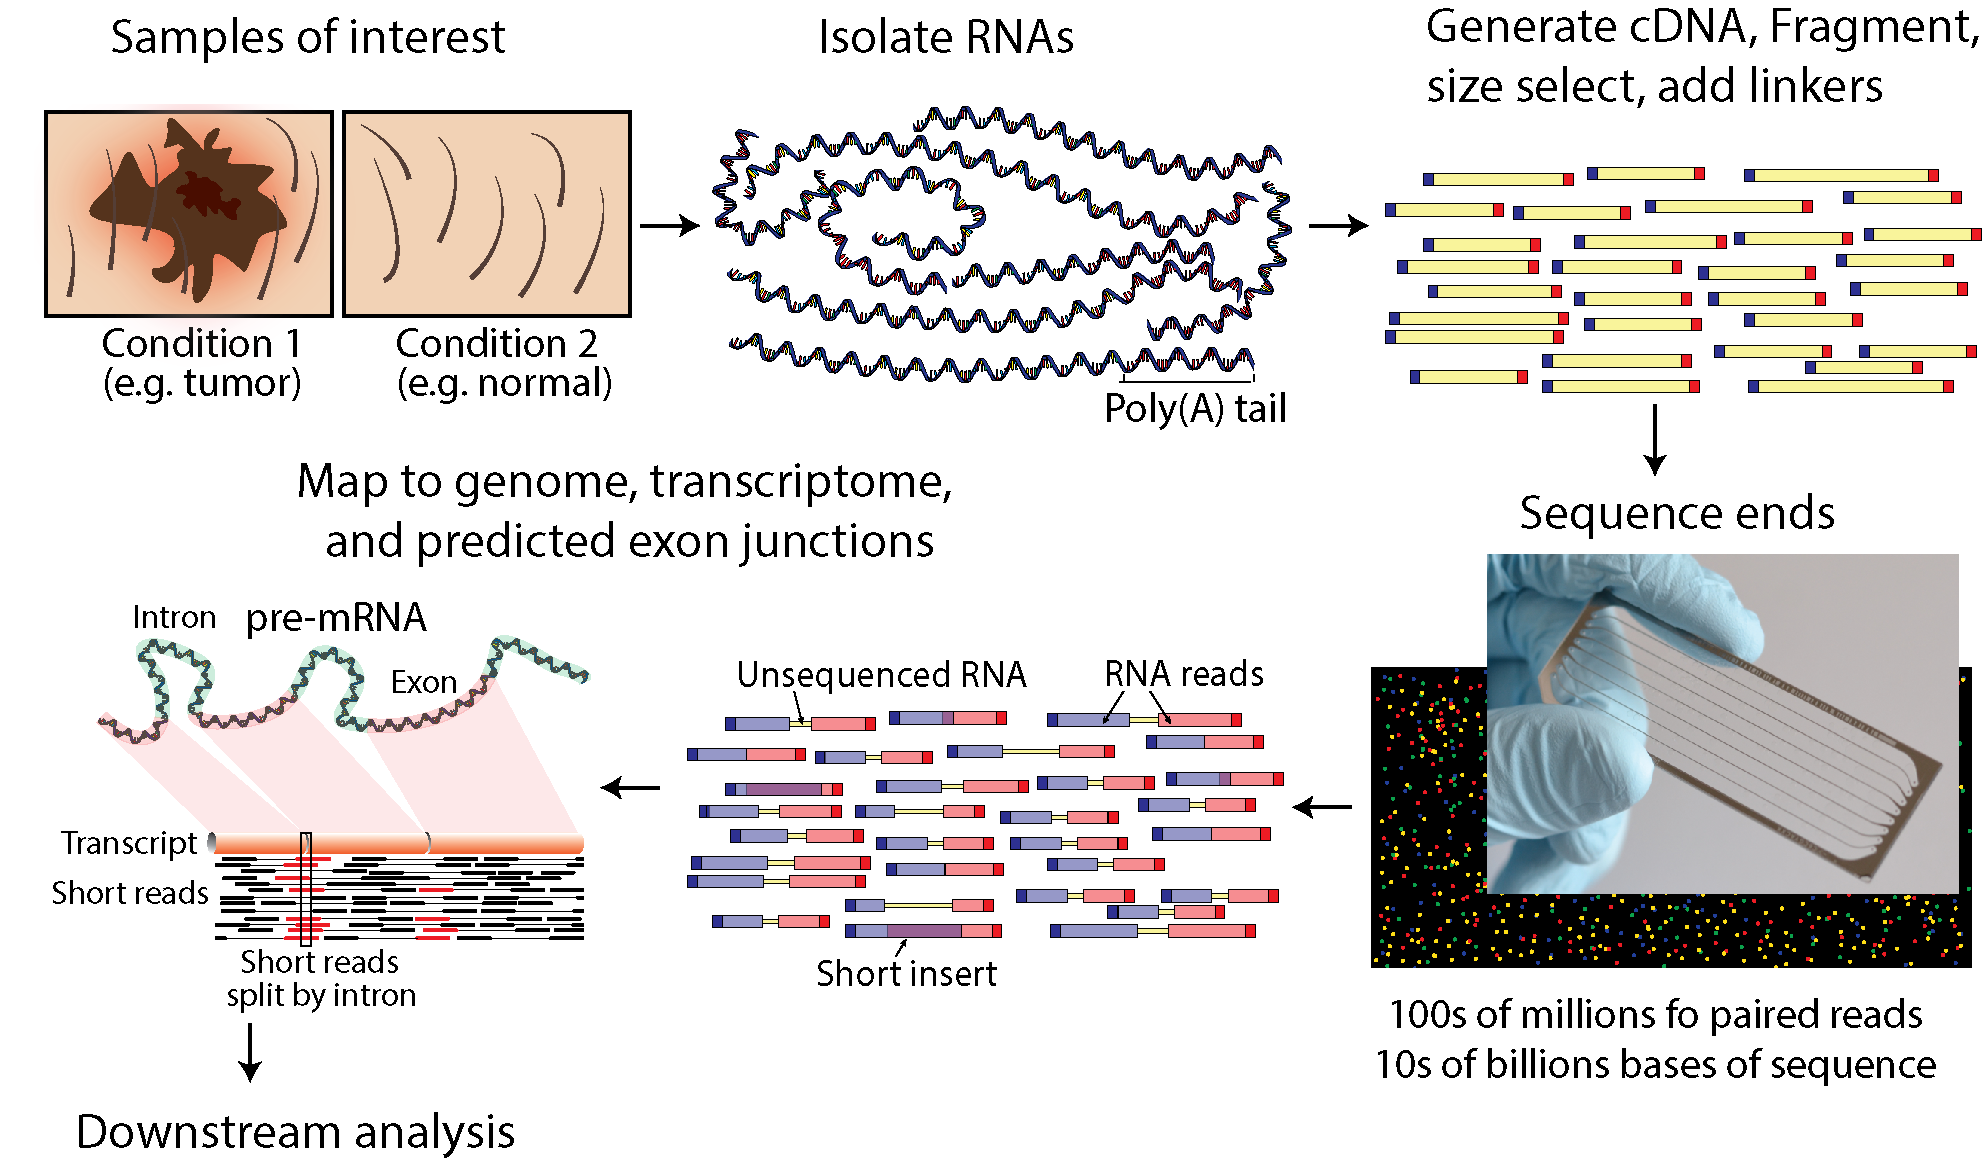 Samples of interest
Isolate RNAs
Generate cDNA, Fragment,
size select, add linkers
Condition 1
(e.g. tumor)
Condition 2
(e.g. normal)
Poly(A) tail
Sequence ends
100s of millions fo paired reads
10s of billions bases of sequence
Unsequenced RNA
RNA reads
Short insert
Map to genome, transcriptome,
and predicted exon junctions
Intron
pre-mRNA
Exon
Transcript
Short reads
Short reads
split by intron
Downstream analysis